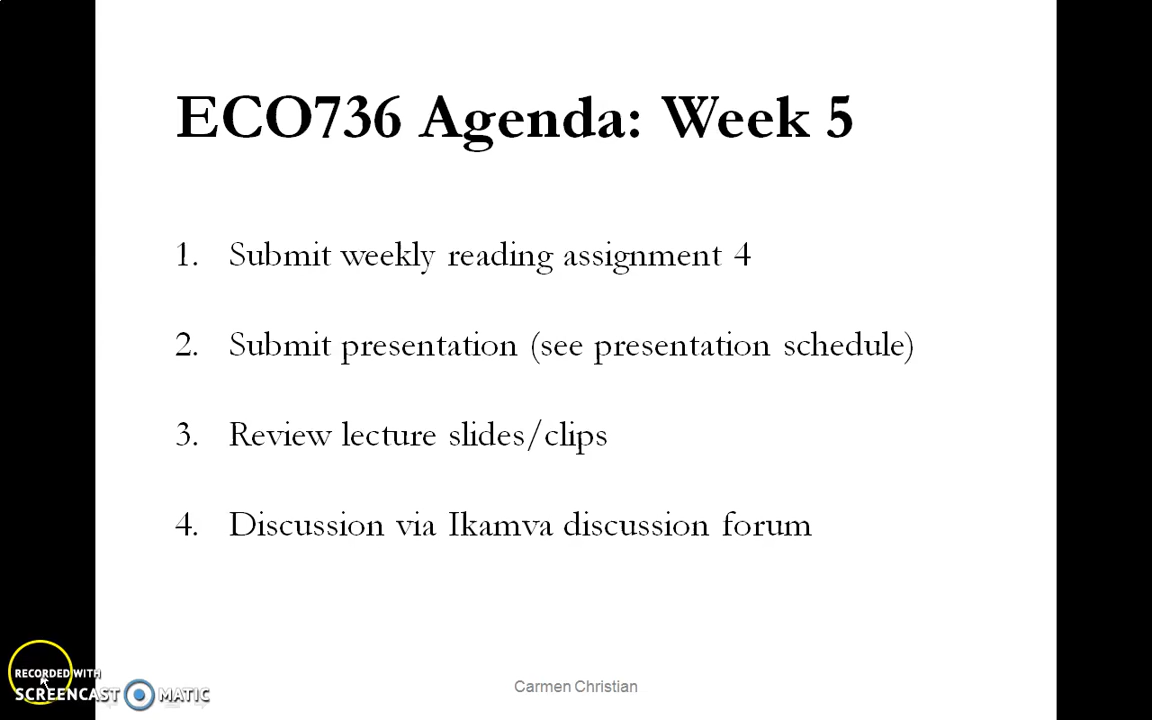 ECO736 Agenda: Week 5
1. Submit weekly reading assignment 4
2. Submit presentation (see presentation schedule)
3. Review lecture slides/clips
4. Discussion via Ikamva discussion forum
RECORDED WITH
SCREENCAST MATIC
Carmen Christian